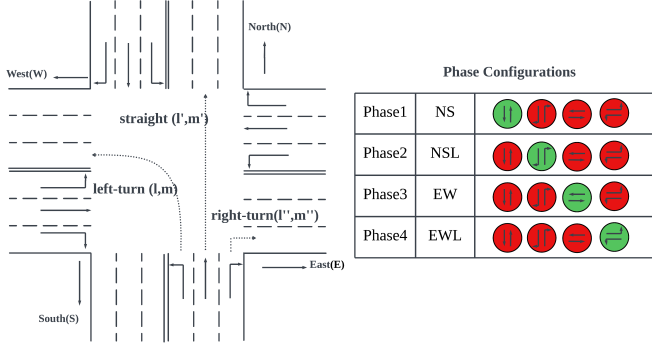 North(N)
West(W)
straight (l',m')
left-turn (l,m)
right-turn(l'',m'')
East(E)
South(S)
Phase Configurations
Phase1 NS
Phase2 NSL
Phase3 EW
Phase4 EWL